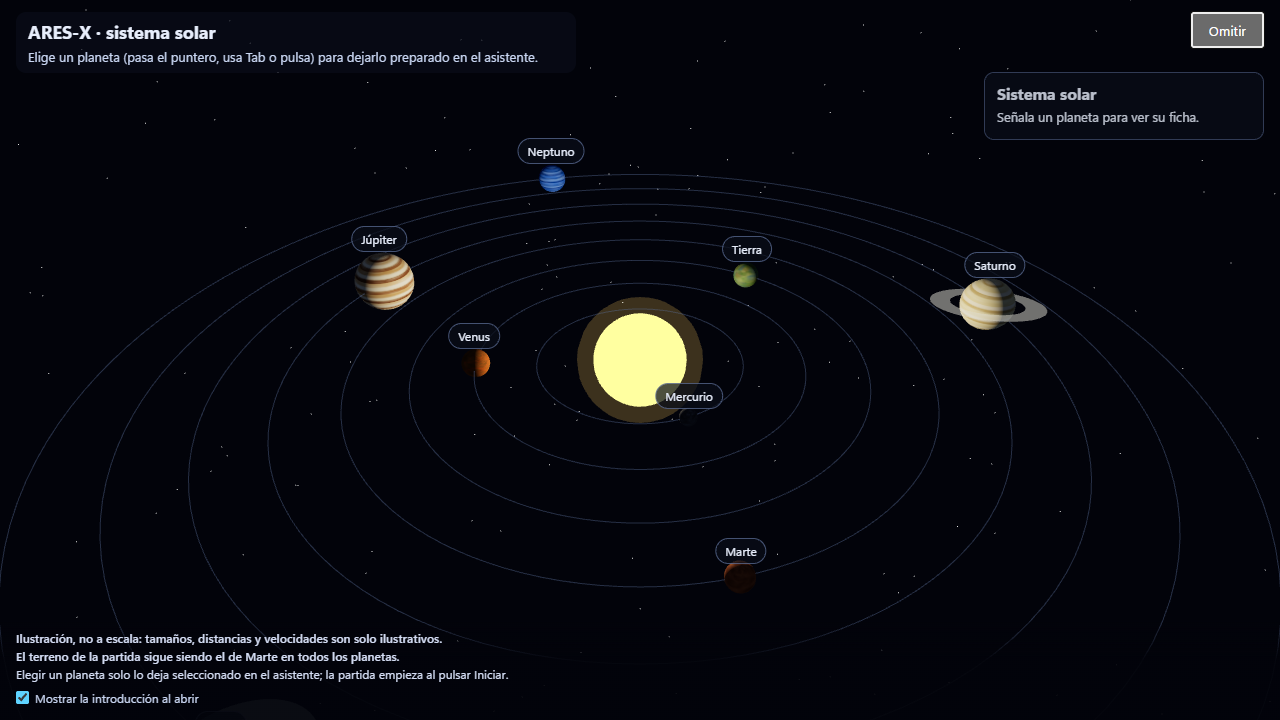 ARES-X · sistema solar
Elige un planeta (pasa el puntero, usa Tab o pulsa) para dejarlo preparado en el asistente.
Omitir
Sistema solar
Señala un planeta para ver su ficha.
Neptuno
Júpiter
Tierra
Saturno
Venus
Mercurio
Marte
Ilustración, no a escala: tamaños, distancias y velocidades son solo ilustrativos.
El terreno de la partida sigue siendo el de Marte en todos los planetas.
Elegir un planeta solo lo deja seleccionado en el asistente; la partida empieza al pulsar Iniciar.
Mostrar la introducción al abrir